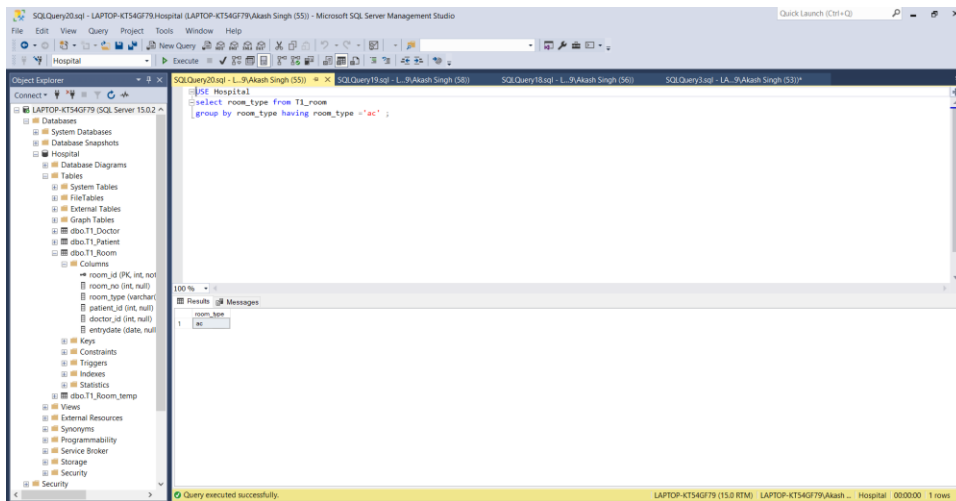 SQLQuery20.sql - LAPTOP-KT54GF79.Hospital (LAPTOP-KT54GF79\Akash Singh (55)) - Microsoft SQL Server Management Studio
Quick Launch (Ctrl+Q)
File Edit View Query Project Tools Window Help
New Query
Hospital
Execute
Object Explorer
SQLQuery20.sql - L...9\Akash Singh (55))
SQLQuery19.sql - L...9\Akash Singh (58))
SQLQuery18.sql - L...9\Akash Singh (56))
SQLQuery3.sql - LA...9\Akash Singh (53))*
Connect
LAPTOP-KT54GF79 (SQL Server 15.0.2
Databases
System Databases
Database Snapshots
Hospital
Database Diagrams
Tables
System Tables
FileTables
External Tables
Graph Tables
dbo.T1_Doctor
dbo.T1_Patient
dbo.T1_Room
Columns
room_id (PK, int, not
room_no (int, null)
room_type (varchar(
patient_id (int, null)
doctor_id (int, null)
entrydate (date, null
Keys
Constraints
Triggers
Indexes
Statistics
dbo.T1_Room_temp
Views
External Resources
Synonyms
Programmability
Service Broker
Storage
Security
Security
USE Hospital
select room_type from T1_room
group by room_type having room_type ='ac' ;
100 %
Results Messages
room_type
1 ac
Query executed successfully.
LAPTOP-KT54GF79 (15.0 RTM) LAPTOP-KT54GF79\Akash ... Hospital 00:00:00 1 rows